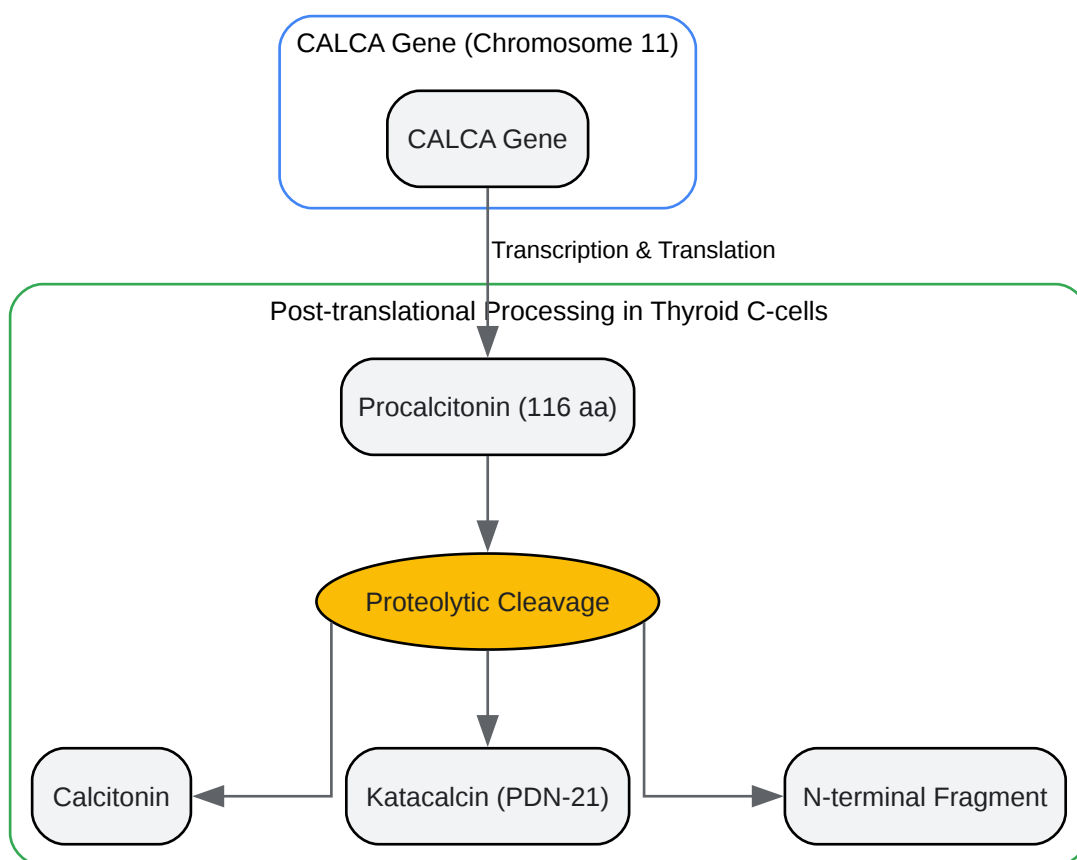 CALCA Gene (Chromosome 11)
CALCA Gene
Transcription & Translation
Post-translational Processing in Thyroid C-cells
Procalcitonin (116 aa)
Proteolytic Cleavage
Calcitonin
Katacalcin (PDN-21)
N-terminal Fragment